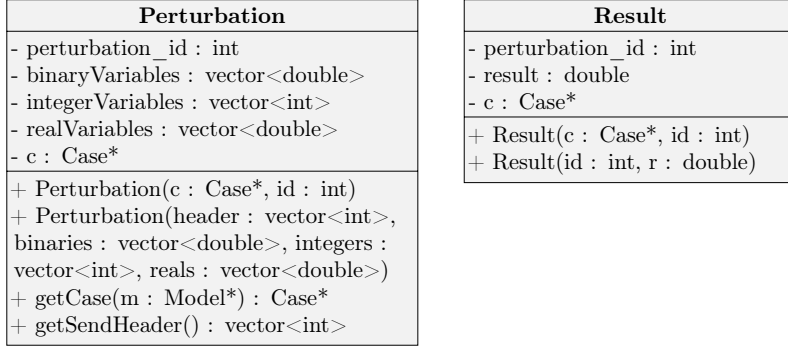 Perturbation
- perturbation_id : int
- binaryVariables : vector<double>
- integerVariables : vector<int>
- realVariables : vector<double>
- c : Case*
+ Perturbation(c : Case*, id : int)
+ Perturbation(header : vector<int>,
binaries : vector<double>, integers :
vector<int>, reals : vector<double>)
+ getCase(m : Model*) : Case*
+ getSendHeader() : vector<int>
Result
- perturbation_id : int
- result : double
- c : Case*
+ Result(c : Case*, id : int)
+ Result(id : int, r : double)